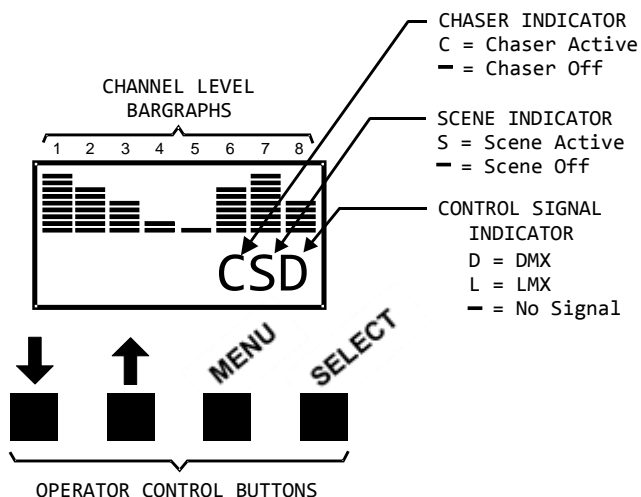 CHASER INDICATOR
C = Chaser Active
– = Chaser Off
CHANNEL LEVEL
BARGRAPHS
1 2 3 4 5 6 7 8
SCENE INDICATOR
S = Scene Active
– = Scene Off
CONTROL SIGNAL
INDICATOR
D = DMX
L = LMX
– = No Signal
CSD
MENU
SELECT
OPERATOR CONTROL BUTTONS